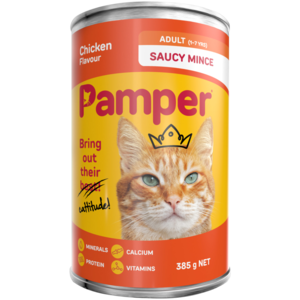 Chicken
Flavour
ADULT (1-7 YRS)
SAUCY MINCE
Pamper
Bring
out
their
best!
cattitude!
MINERALS
CALCIUM
PROTEIN
VITAMINS
385 g NET